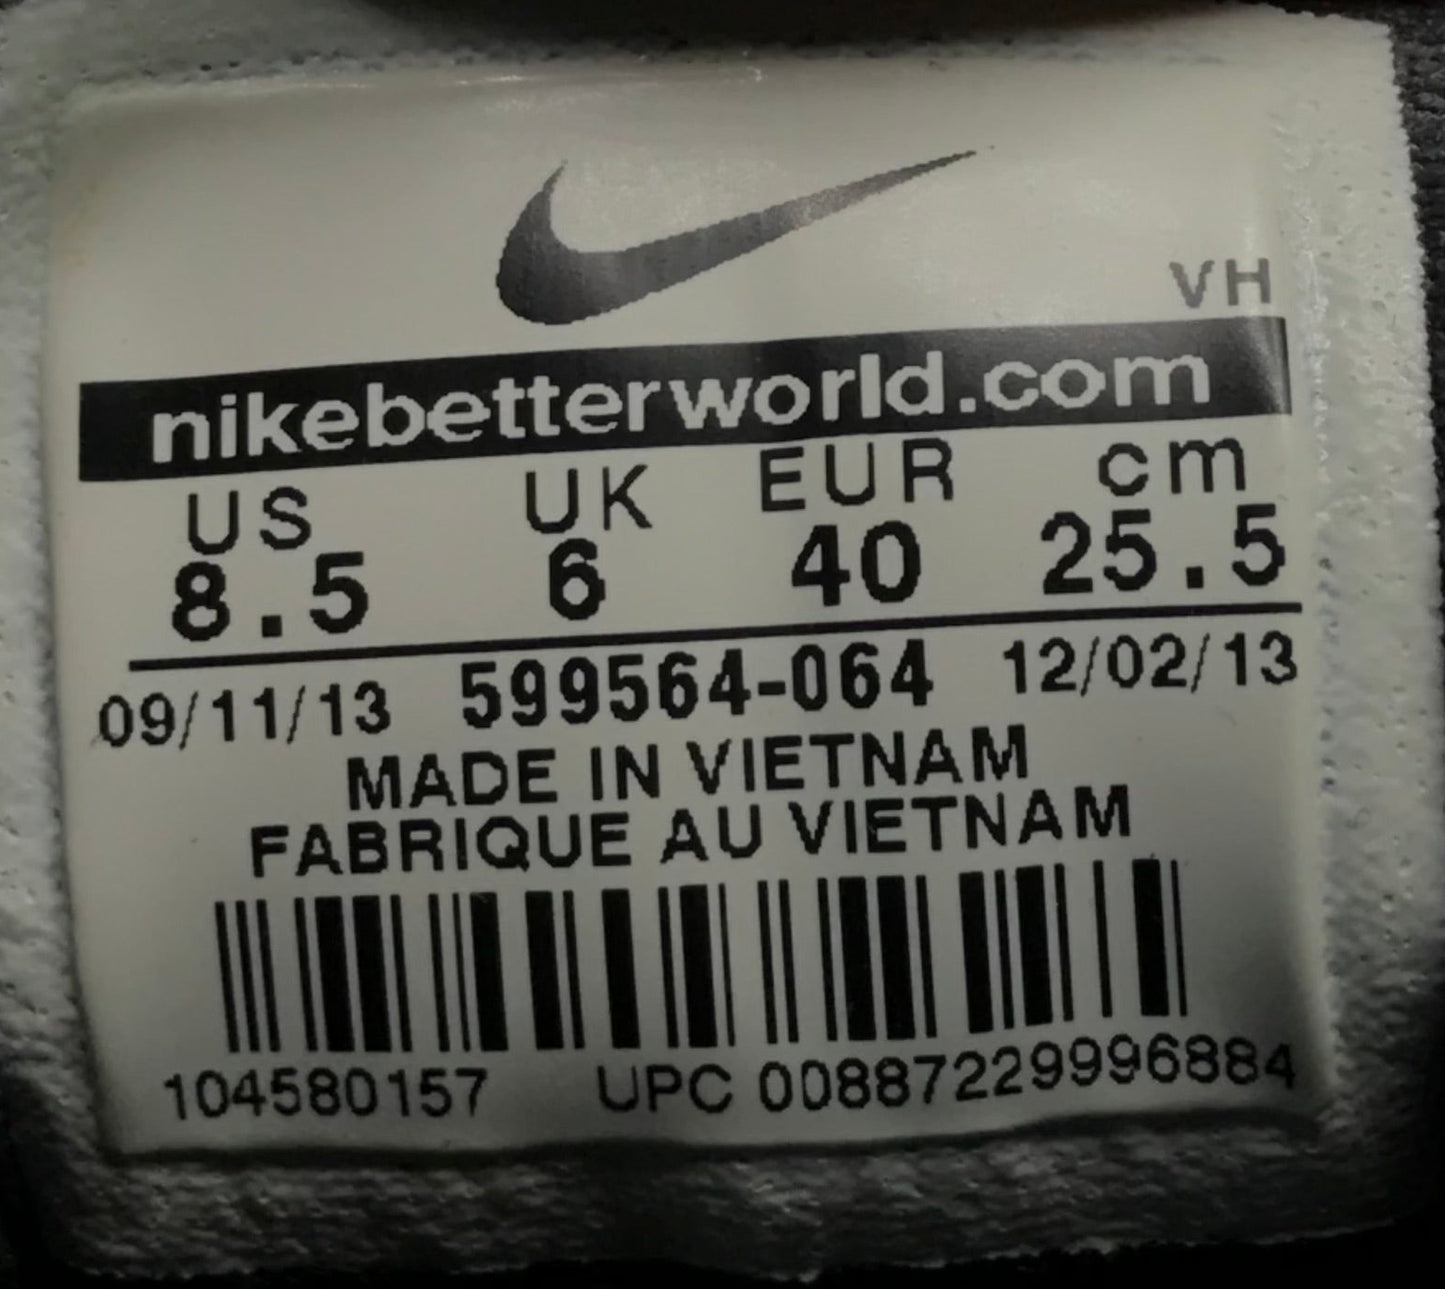 VH
nikebetterworld.com
US UK EUR cm
8.5 6 40 25.5
09/11/13 599564-064 12/02/13
MADE IN VIETNAM
FABRIQUE AU VIETNAM
104580157 UPC 00887229996884